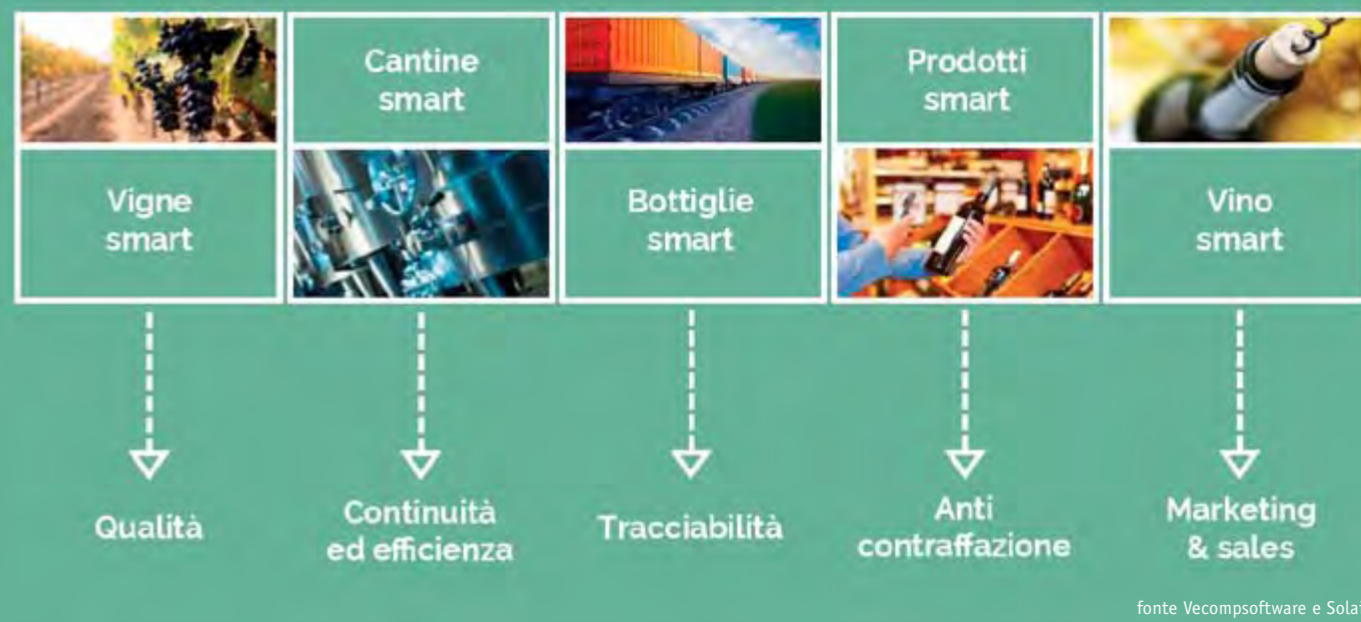 Cantine
smart
Prodotti
smart
Vigne
smart
Bottiglie
smart
Vino
smart
Qualità
Continuità
ed efficienza
Tracciabilità
Anti
contraffazione
Marketing
& sales
fonte Vecompsoftware e